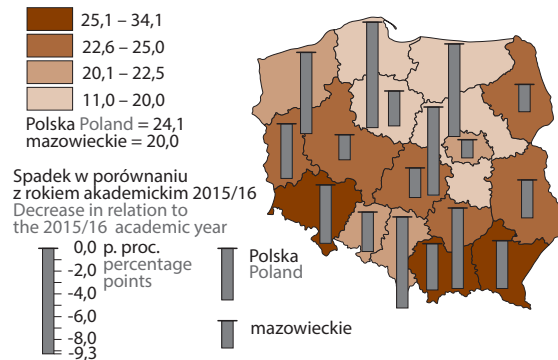 25,1 – 34,1
22,6 – 25,0
20,1 – 22,5
11,0 – 20,0
Polska Poland = 24,1
mazowieckie = 20,0
Spadek w porównaniu
z rokiem akademickim 2015/16
Decrease in relation to
the 2015/16 academic year
0,0 p. proc.
percentage
points
-2,0
-4,0
-6,0
-8,0
-9,3
Polska
Poland
mazowieckie